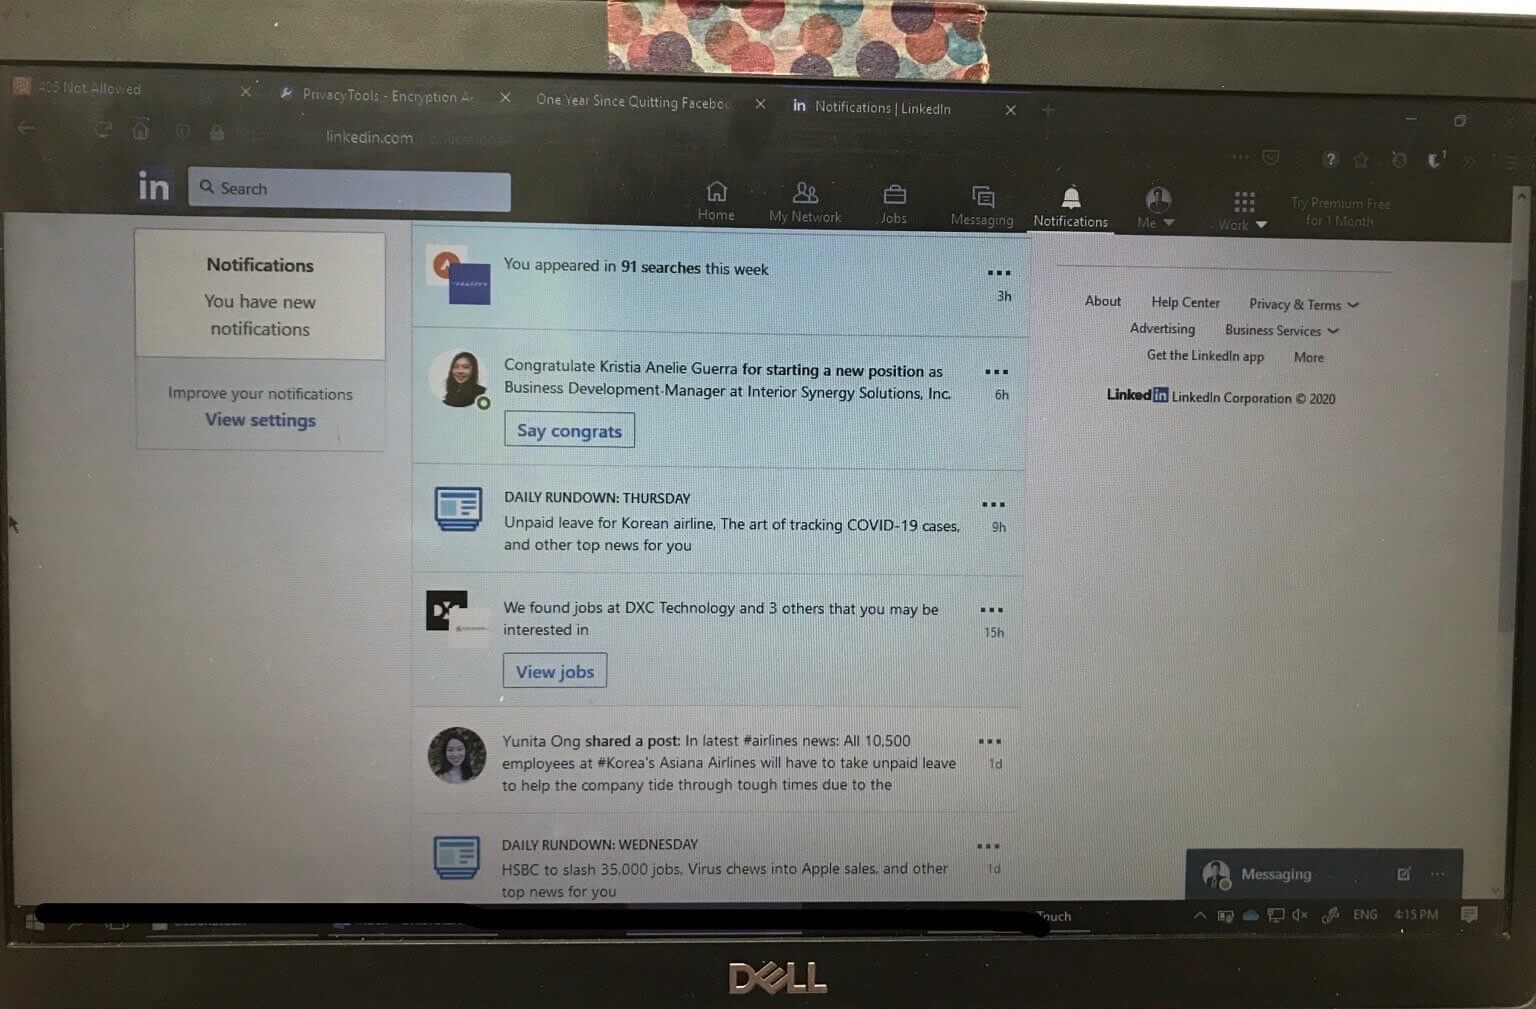 405 Not Allowed
PrivacyTools - Encryption A
One Year Since Quitting Faceboo
in Notifications | LinkedIn
linkedin.com
in
Search
Home
My Network
Jobs
Messaging
Notifications
Me
Work
Try Premium Free
for 1 Month
Notifications
You have new
notifications
Improve your notifications
View settings
You appeared in 91 searches this week
3h
Congratulate Kristia Anelie Guerra for starting a new position as
Business Development Manager at Interior Synergy Solutions, Inc.
6h
Say congrats
DAILY RUNDOWN: THURSDAY
Unpaid leave for Korean airline, The art of tracking COVID-19 cases,
and other top news for you
9h
DXC
We found jobs at DXC Technology and 3 others that you may be
interested in
15h
View jobs
Yunita Ong shared a post: In latest #airlines news: All 10,500
employees at #Korea's Asiana Airlines will have to take unpaid leave
to help the company tide through tough times due to the
1d
DAILY RUNDOWN: WEDNESDAY
HSBC to slash 35,000 jobs, Virus chews into Apple sales, and other
top news for you
1d
About Help Center Privacy & Terms
Advertising Business Services
Get the LinkedIn app More
LinkedIn LinkedIn Corporation © 2020
Messaging
Touch
ENG 4:15 PM
DELL